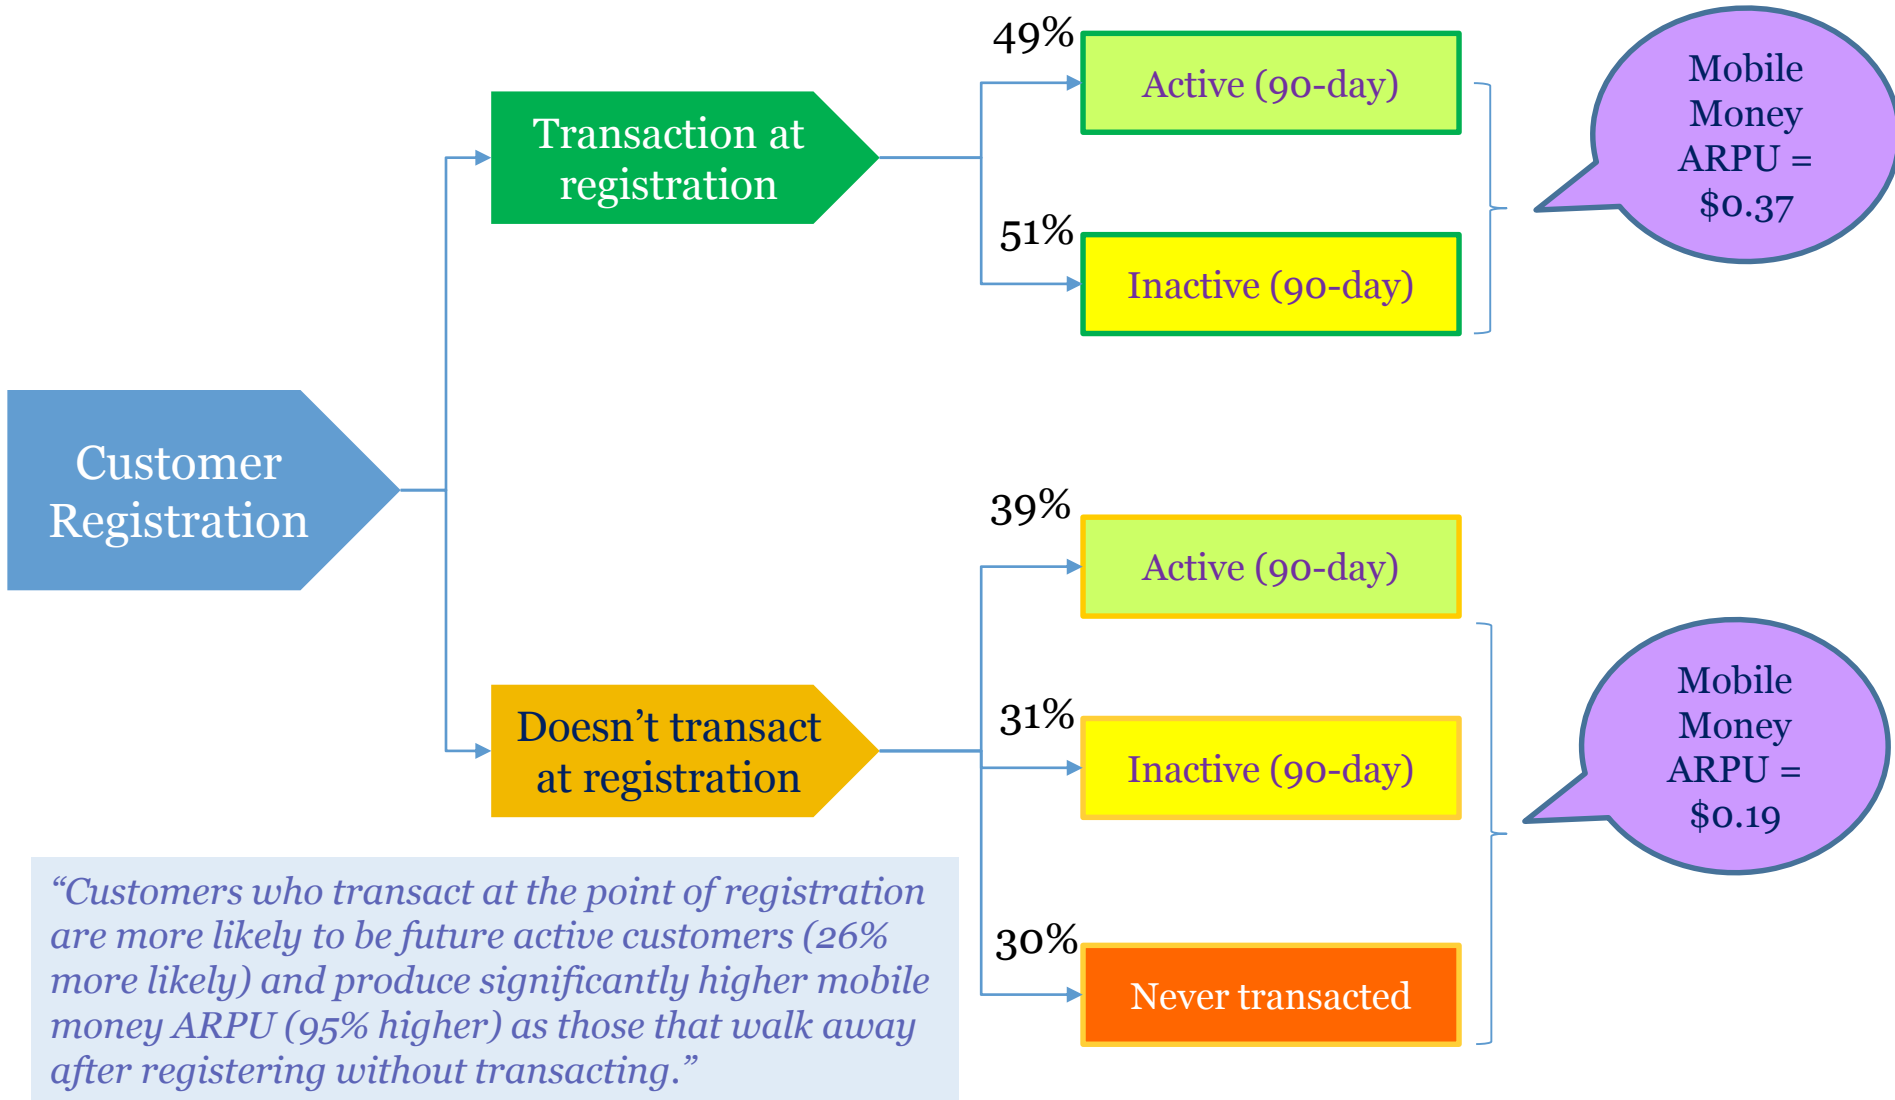 Customer
Registration
Transaction at
registration
49%
Active (90-day)
51%
Inactive (90-day)
Mobile
Money
ARPU =
$0.37
Doesn’t transact
at registration
39%
Active (90-day)
31%
Inactive (90-day)
30%
Never transacted
Mobile
Money
ARPU =
$0.19
“Customers who transact at the point of registration
are more likely to be future active customers (26%
more likely) and produce significantly higher mobile
money ARPU (95% higher) as those that walk away
after registering without transacting.”